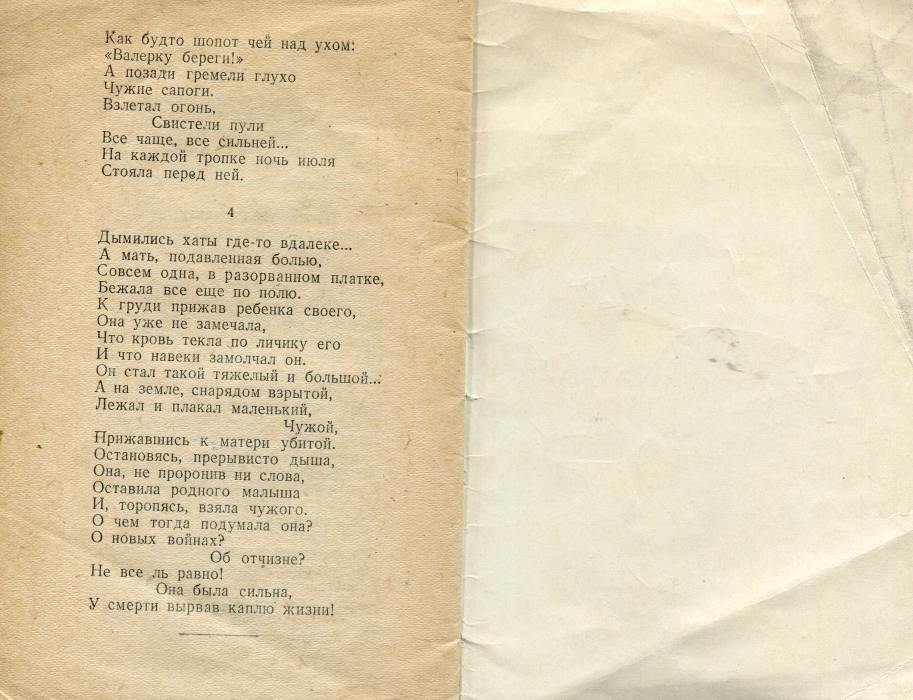 Как будто шопот чей над ухом:
«Валерку береги!»
А позади гремели глухо
Чужие сапоги.
Взлетал огонь,
Свистели пули
Все чаще, все сильней...
На каждой тропке ночь июля
Стояла перед ней.
4
Дымились хаты где-то вдалеке...
А мать, подавленная болью,
Совсем одна, в разорванном платке,
Бежала все еще по полю.
К груди прижав ребенка своего,
Она уже не замечала,
Что кровь текла по личику его
И что навеки замолчал он.
Он стал такой тяжелый и большой...
А на земле, снарядом взрытой,
Лежал и плакал маленький,
Чужой,
Прижавшись к матери убитой.
Остановясь, прерывисто дыша,
Она, не проронив ни слова,
Оставила родного малыша
И, торопясь, взяла чужого.
О чем тогда подумала она?
О новых войнах?
Об отчизне?
Не все ль равно!
Она была сильна,
У смерти вырвав каплю жизни!